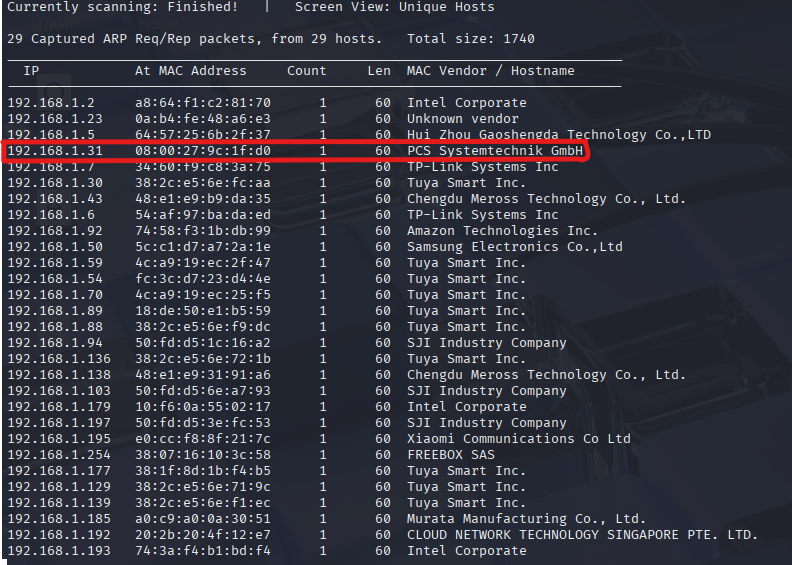 Currently scanning: Finished!   |   Screen View: Unique Hosts
29 Captured ARP Req/Rep packets, from 29 hosts.   Total size: 1740
IP            At MAC Address     Count     Len  MAC Vendor / Hostname
192.168.1.2     a8:64:f1:c2:81:70      1      60  Intel Corporate
192.168.1.23    0a:b4:fe:48:a6:e3      1      60  Unknown vendor
192.168.1.5     64:57:25:6b:2f:37      1      60  Hui Zhou Gaoshengda Technology Co.,LTD
192.168.1.31    08:00:27:9c:1f:d0      1      60  PCS Systemtechnik GmbH
192.168.1.7     34:60:f9:c8:3a:75      1      60  TP-Link Systems Inc
192.168.1.30    38:2c:e5:6e:fc:aa      1      60  Tuya Smart Inc.
192.168.1.43    48:e1:e9:b9:da:35      1      60  Chengdu Meross Technology Co., Ltd.
192.168.1.6     54:af:97:ba:da:ed      1      60  TP-Link Systems Inc
192.168.1.92    74:58:f3:1b:db:99      1      60  Amazon Technologies Inc.
192.168.1.50    5c:c1:d7:a7:2a:1e      1      60  Samsung Electronics Co.,Ltd
192.168.1.59    4c:a9:19:ec:2f:47      1      60  Tuya Smart Inc.
192.168.1.54    fc:3c:d7:23:d4:4e      1      60  Tuya Smart Inc.
192.168.1.70    4c:a9:19:ec:25:f5      1      60  Tuya Smart Inc.
192.168.1.89    18:de:50:e1:b5:59      1      60  Tuya Smart Inc.
192.168.1.88    38:2c:e5:6e:f9:dc      1      60  Tuya Smart Inc.
192.168.1.94    50:fd:d5:1c:16:a2      1      60  SJI Industry Company
192.168.1.136   38:2c:e5:6e:72:1b      1      60  Tuya Smart Inc.
192.168.1.138   48:e1:e9:31:91:a6      1      60  Chengdu Meross Technology Co., Ltd.
192.168.1.103   50:fd:d5:6e:a7:93      1      60  SJI Industry Company
192.168.1.179   10:f6:0a:55:02:17      1      60  Intel Corporate
192.168.1.197   50:fd:d5:3e:fc:53      1      60  SJI Industry Company
192.168.1.195   e0:cc:f8:8f:21:7c      1      60  Xiaomi Communications Co Ltd
192.168.1.254   38:07:16:10:3c:58      1      60  FREEBOX SAS
192.168.1.177   38:1f:8d:1b:f4:b5      1      60  Tuya Smart Inc.
192.168.1.129   38:2c:e5:6e:71:9c      1      60  Tuya Smart Inc.
192.168.1.139   38:2c:e5:6e:f1:ec      1      60  Tuya Smart Inc.
192.168.1.185   a0:c9:a0:0a:30:51      1      60  Murata Manufacturing Co., Ltd.
192.168.1.192   20:2b:20:4f:12:e7      1      60  CLOUD NETWORK TECHNOLOGY SINGAPORE PTE. LTD.
192.168.1.193   74:3a:f4:b1:bd:f4      1      60  Intel Corporate